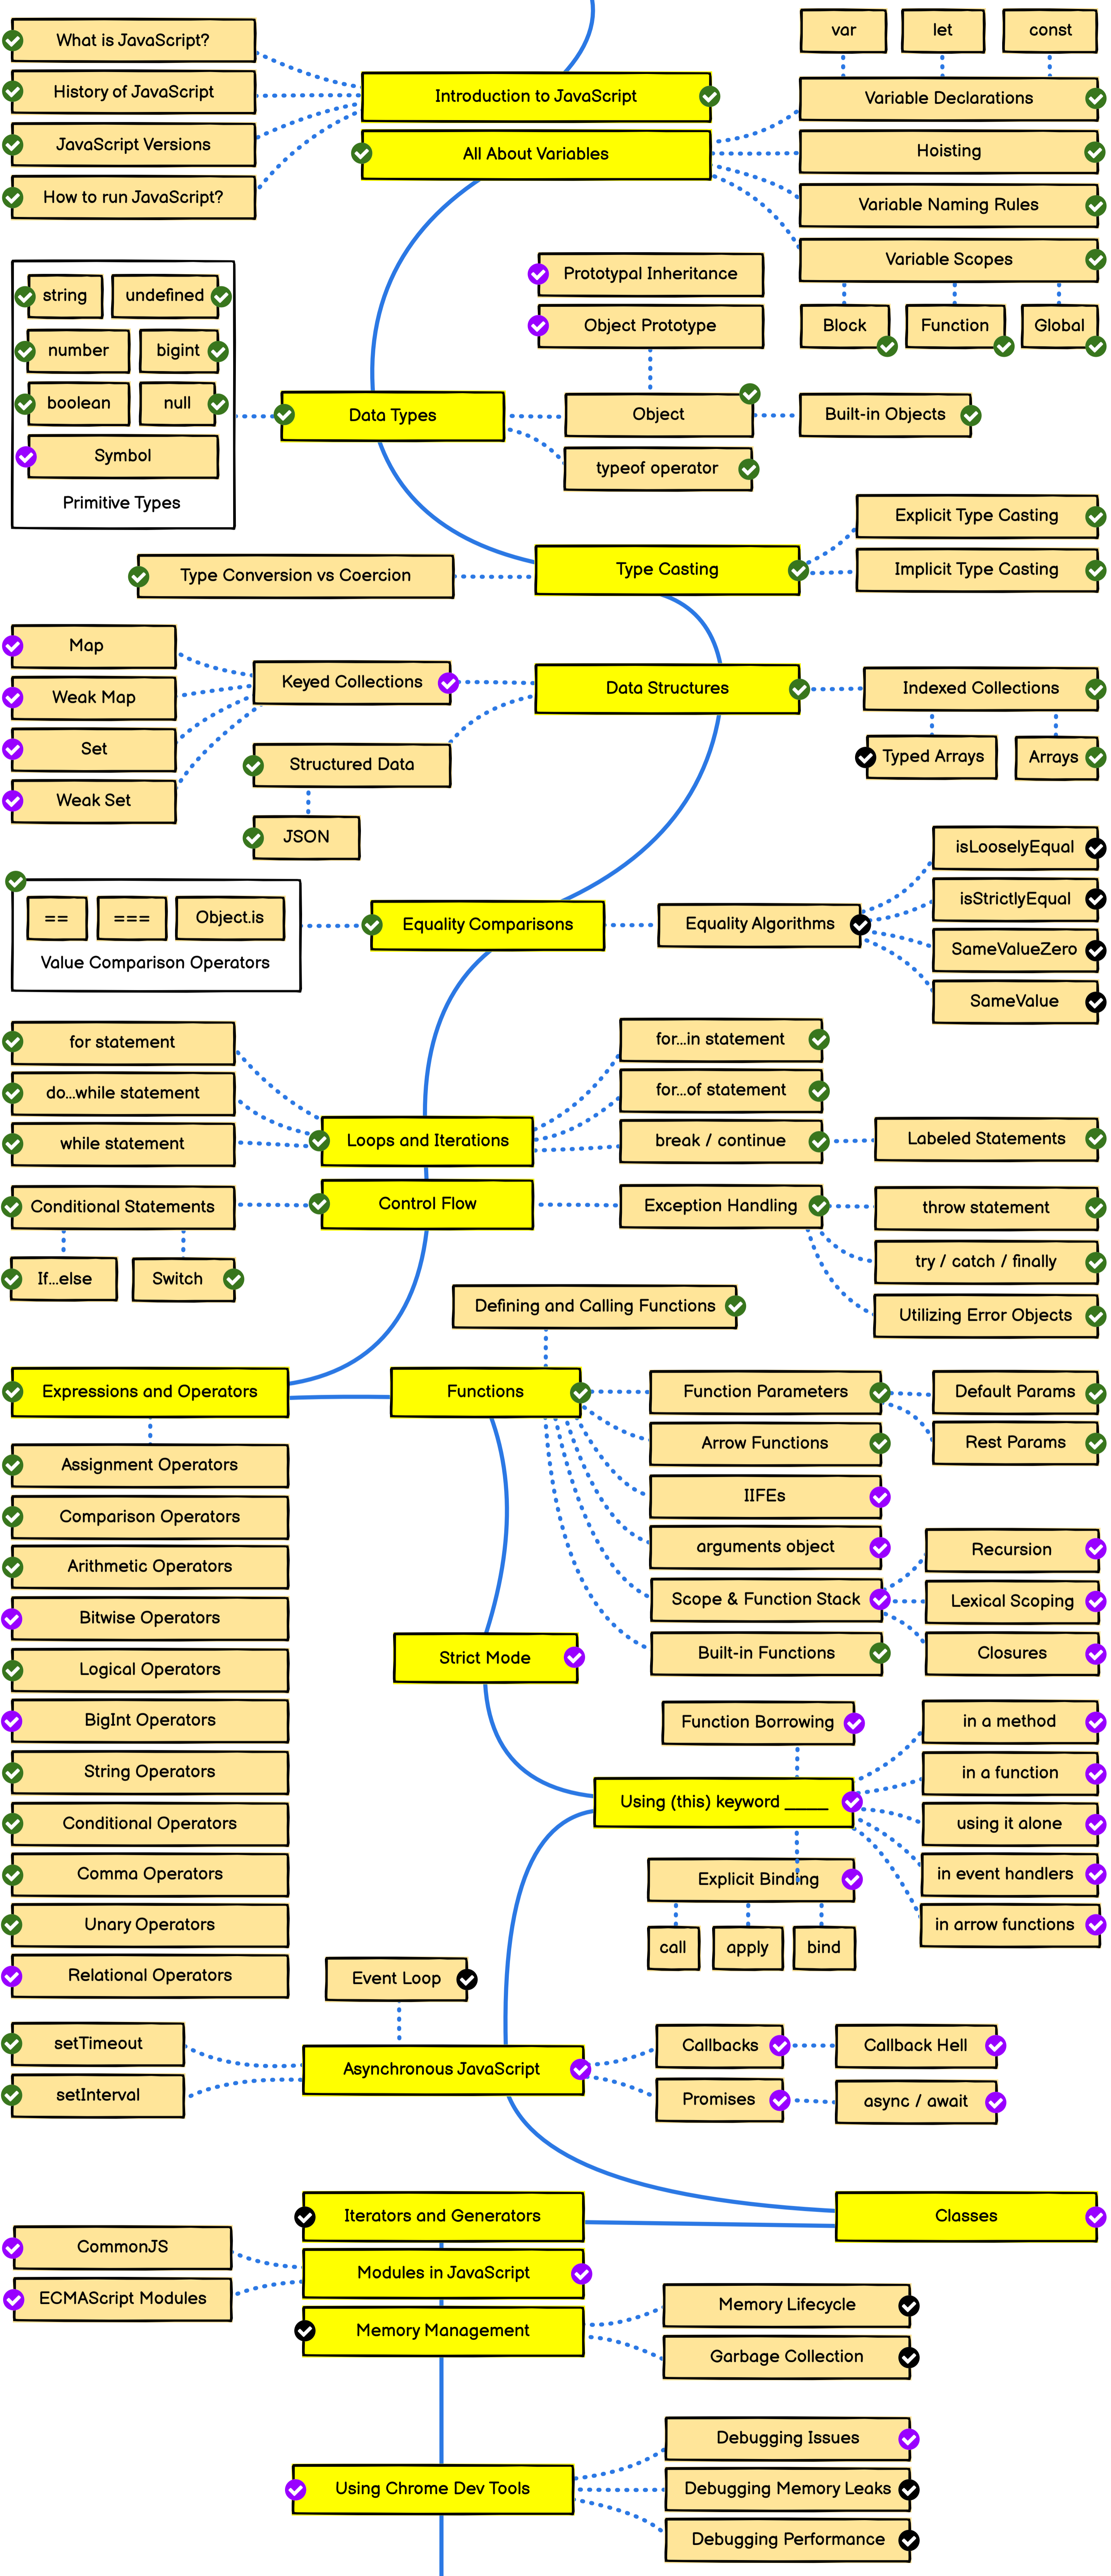 var
let
const
What is JavaScript?
History of JavaScript
JavaScript Versions
How to run JavaScript?
Introduction to JavaScript
All About Variables
Variable Declarations
Hoisting
Variable Naming Rules
Variable Scopes
Block
Function
Global
string
undefined
number
bigint
boolean
null
Symbol
Primitive Types
Prototypal Inheritance
Object Prototype
Data Types
Object
Built-in Objects
typeof operator
Explicit Type Casting
Type Conversion vs Coercion
Type Casting
Implicit Type Casting
Map
Weak Map
Set
Weak Set
Keyed Collections
Data Structures
Indexed Collections
Structured Data
Typed Arrays
Arrays
JSON
==
===
Object.is
Value Comparison Operators
Equality Comparisons
Equality Algorithms
isLooselyEqual
isStrictlyEqual
SameValueZero
SameValue
for statement
do...while statement
while statement
Loops and Iterations
for...in statement
for...of statement
break / continue
Labeled Statements
Conditional Statements
Control Flow
Exception Handling
throw statement
try / catch / finally
Utilizing Error Objects
If...else
Switch
Defining and Calling Functions
Expressions and Operators
Functions
Function Parameters
Default Params
Rest Params
Arrow Functions
IIFEs
arguments object
Scope & Function Stack
Built-in Functions
Recursion
Lexical Scoping
Closures
Assignment Operators
Comparison Operators
Arithmetic Operators
Bitwise Operators
Logical Operators
BigInt Operators
String Operators
Conditional Operators
Comma Operators
Unary Operators
Relational Operators
Strict Mode
Function Borrowing
Using (this) keyword _____
in a method
in a function
using it alone
in event handlers
in arrow functions
Explicit Binding
call
apply
bind
Event Loop
setTimeout
setInterval
Asynchronous JavaScript
Callbacks
Callback Hell
Promises
async / await
Iterators and Generators
Classes
CommonJS
ECMAScript Modules
Modules in JavaScript
Memory Management
Memory Lifecycle
Garbage Collection
Using Chrome Dev Tools
Debugging Issues
Debugging Memory Leaks
Debugging Performance